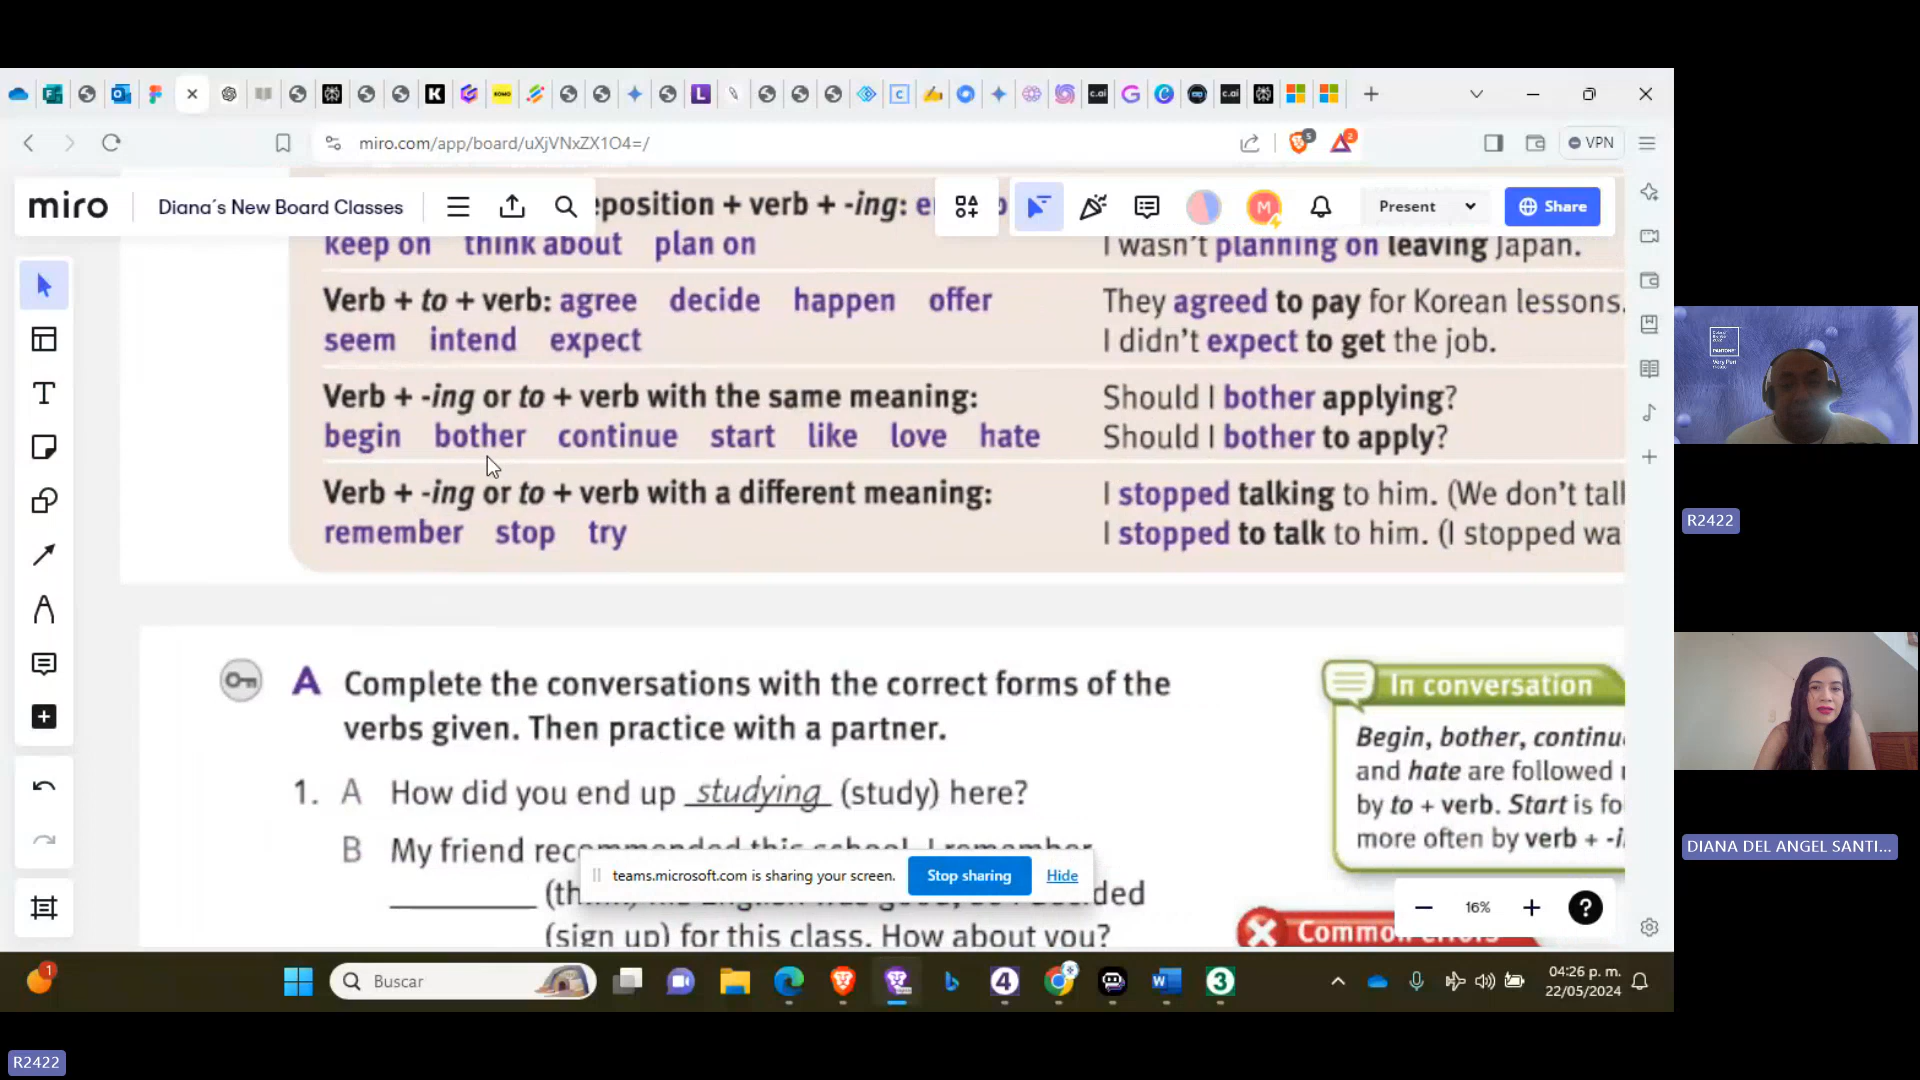 miro.com/app/board/uXjVNxZX1O4=/
VPN
miro
Diana´s New Board Classes
eposition + verb + -ing:
Present
Share
keep on think about plan on
I wasn't planning on leaving Japan.
Verb + to + verb: agree decide happen offer
They agreed to pay for Korean lessons.
seem intend expect
I didn't expect to get the job.
Verb + -ing or to + verb with the same meaning:
Should I bother applying?
begin bother continue start like love hate
Should I bother to apply?
Verb + -ing or to + verb with a different meaning:
I stopped talking to him. (We don't tal
remember stop try
I stopped to talk to him. (I stopped wa
A Complete the conversations with the correct forms of the
verbs given. Then practice with a partner.
In conversation
Begin, bother, continu
and hate are followed
by to + verb. Start is fo
more often by verb + -i
1. A How did you end up studying (study) here?
B My friend recommended this school. I remember
teams.microsoft.com is sharing your screen.
Stop sharing
Hide
(sign up) for this class. How about you?
Common errors
16%
Buscar
04:26 p. m.
22/05/2024
R2422
DIANA DEL ANGEL SANTI...
R2422